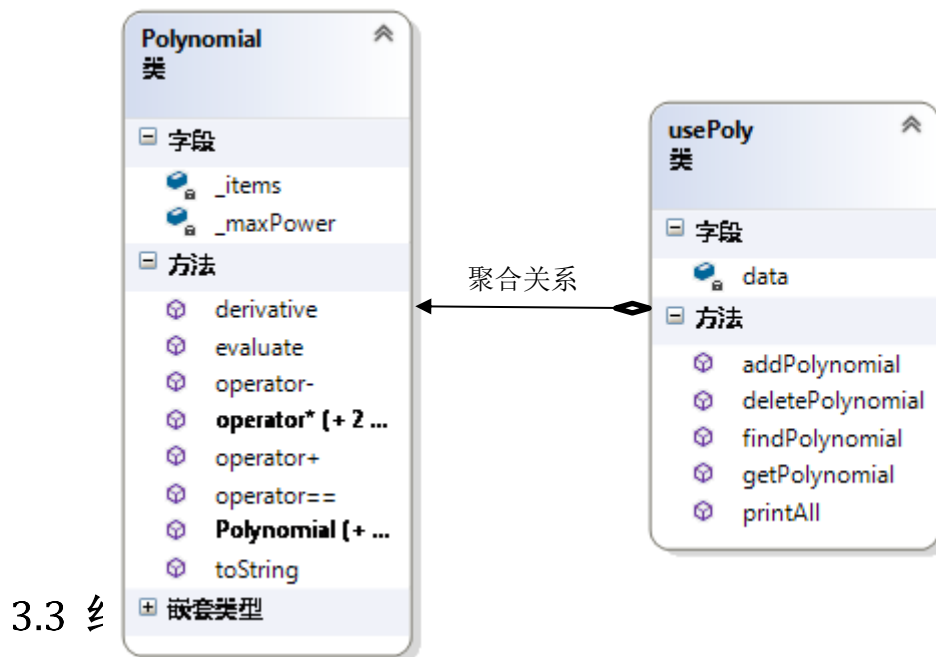 Polynomial
类
字段
_items
_maxPower
方法
derivative
evaluate
operator-
operator* (+ 2 ...
operator+
operator==
Polynomial (+ ...
toString
嵌套类型
聚合关系
usePoly
类
字段
data
方法
addPolynomial
deletePolynomial
findPolynomial
getPolynomial
printAll
3.3